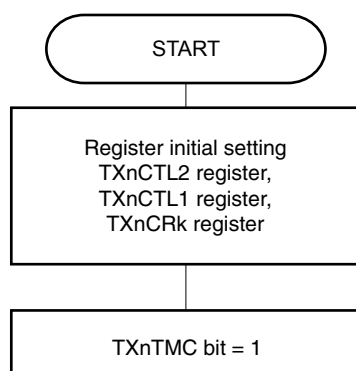 START
Register initial setting
TXnCTL2 register,
TXnCTL1 register,
TXnCRk register
TXnTMC bit = 1